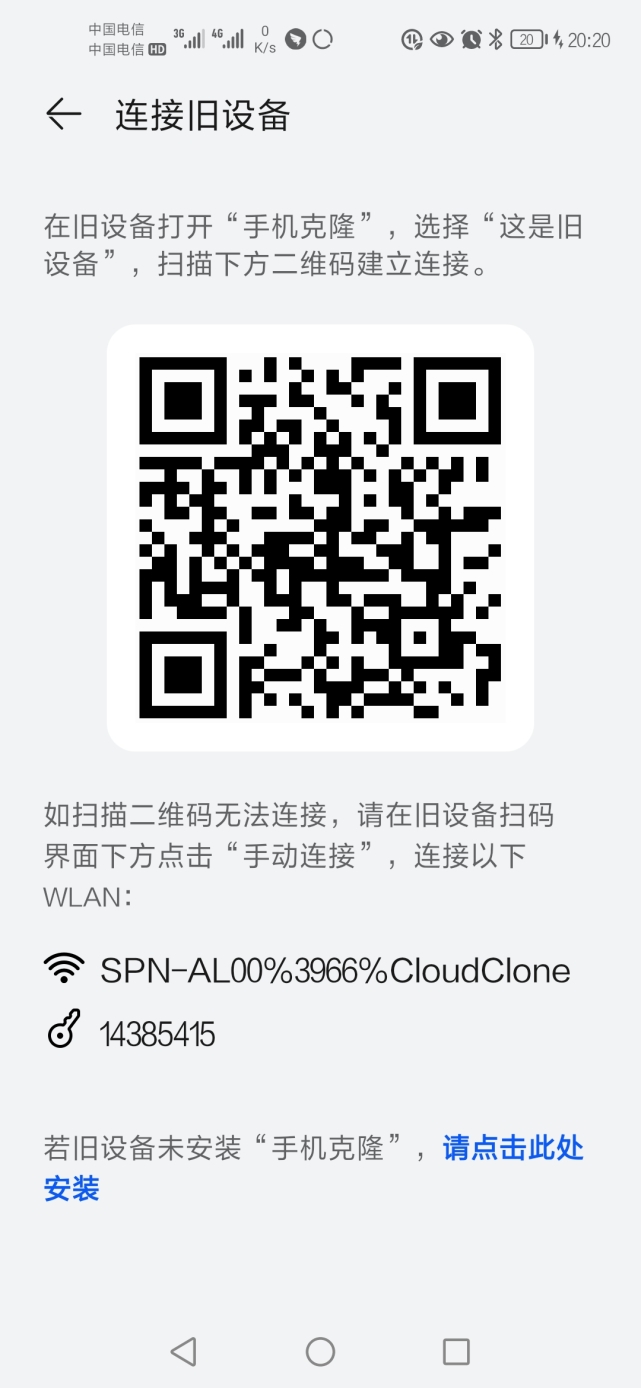 中国电信
中国电信 HD
3G 4G 0 K/s 20 20:20
连接旧设备
在旧设备打开“手机克隆”，选择“这是旧
设备”，扫描下方二维码建立连接。
如扫描二维码无法连接，请在旧设备扫码
界面下方点击“手动连接”，连接以下
WLAN：
SPN-AL00%3966%CloudClone
14385415
若旧设备未安装“手机克隆”，请点击此处
安装